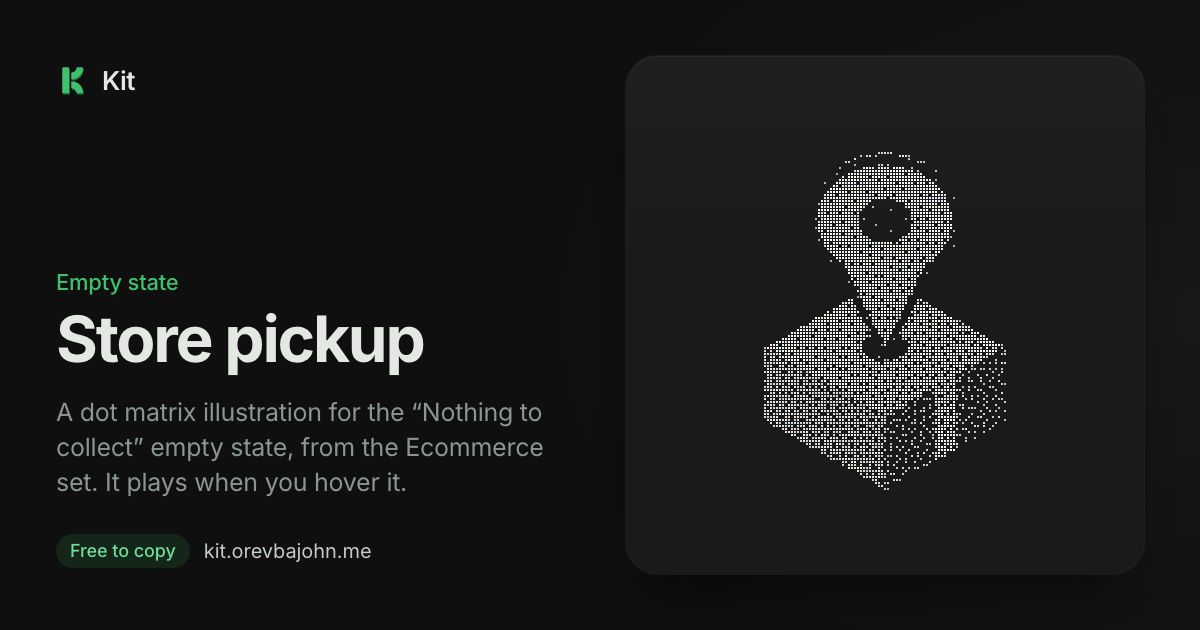 Kit
Empty state
Store pickup
A dot matrix illustration for the “Nothing to
collect” empty state, from the Ecommerce
set. It plays when you hover it.
Free to copy
kit.orevbajohn.me